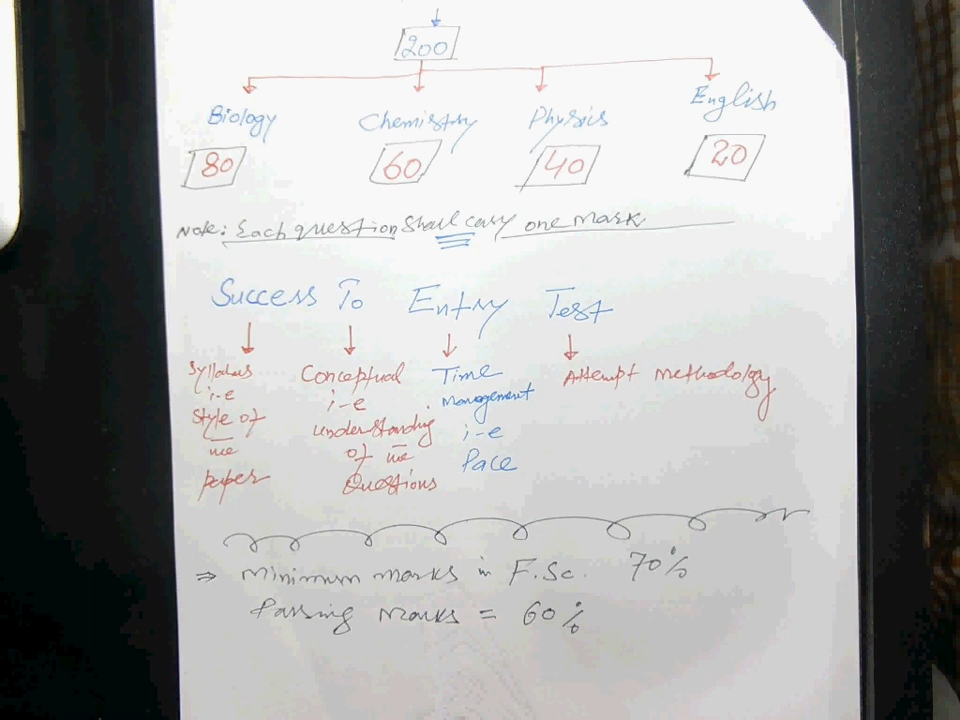 200
Biology Chemistry Physics English
80 60 40 20
Note: Each question shall cary one mark
Success To Entry Test
Syllabus Conceptual Time Attempt Methodology
i-e i-e Management
Style of understanding i-e
the of the Pace
paper Questions
⇒ Minimum marks in F.Sc. 70%
Passing Marks = 60%